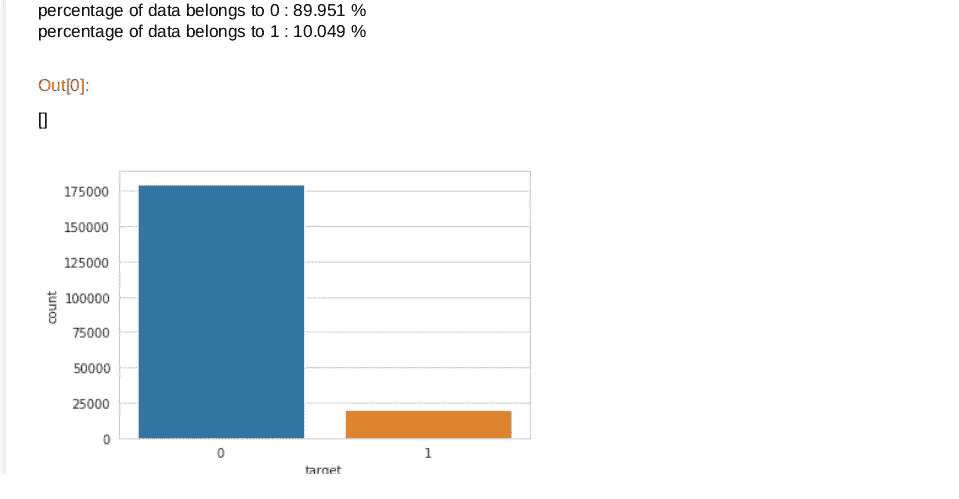 percentage of data belongs to 0 : 89.951 %
percentage of data belongs to 1 : 10.049 %
Out[0]:
[]
175000
150000
125000
100000
75000
50000
25000
0
count
0 1
target